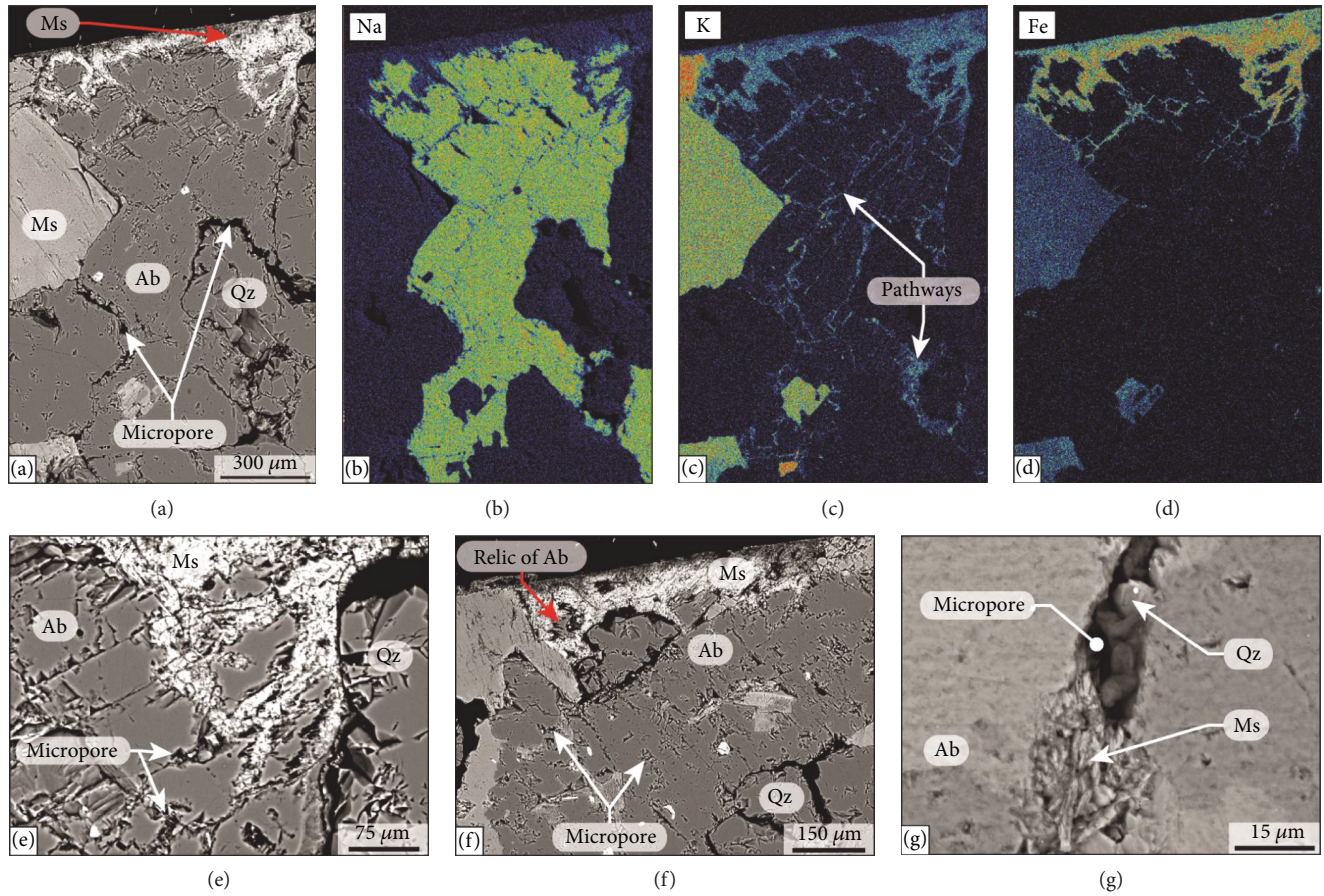 Ms
Ms
Ab
Qz
Micropore
(a)
300 μm
Na
(b)
K
Pathways
(c)
Fe
(d)
(a)
(b)
(c)
(d)
Ms
Ab
Qz
Micropore
(e)
75 μm
Relic of Ab
Ms
Ab
Qz
Micropore
(f)
150 μm
Micropore
Qz
Ms
Ab
(g)
15 μm
(e)
(f)
(g)